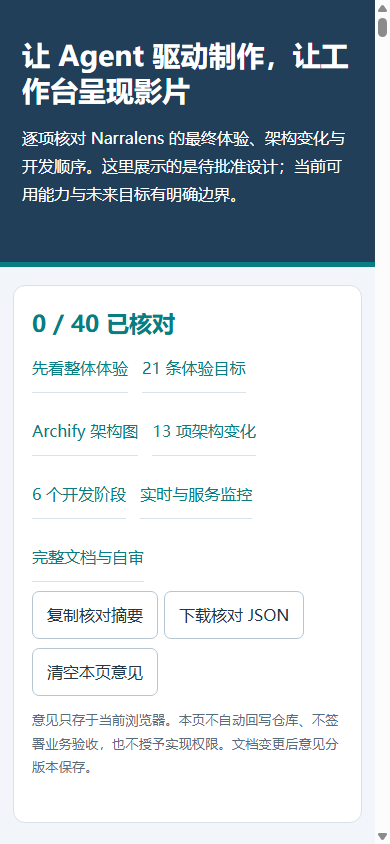 让 Agent 驱动制作，让工
作台呈现影片
逐项核对 Narralens 的最终体验、架构变化与
开发顺序。这里展示的是待批准设计；当前可
用能力与未来目标有明确边界。
0 / 40 已核对
先看整体体验 21 条体验目标
Archify 架构图 13 项架构变化
6 个开发阶段 实时与服务监控
完整文档与自审
复制核对摘要 下载核对 JSON
清空本页意见
意见只存于当前浏览器。本页不自动回写仓库、不签
署业务验收，也不授予实现权限。文档变更后意见分
版本保存。